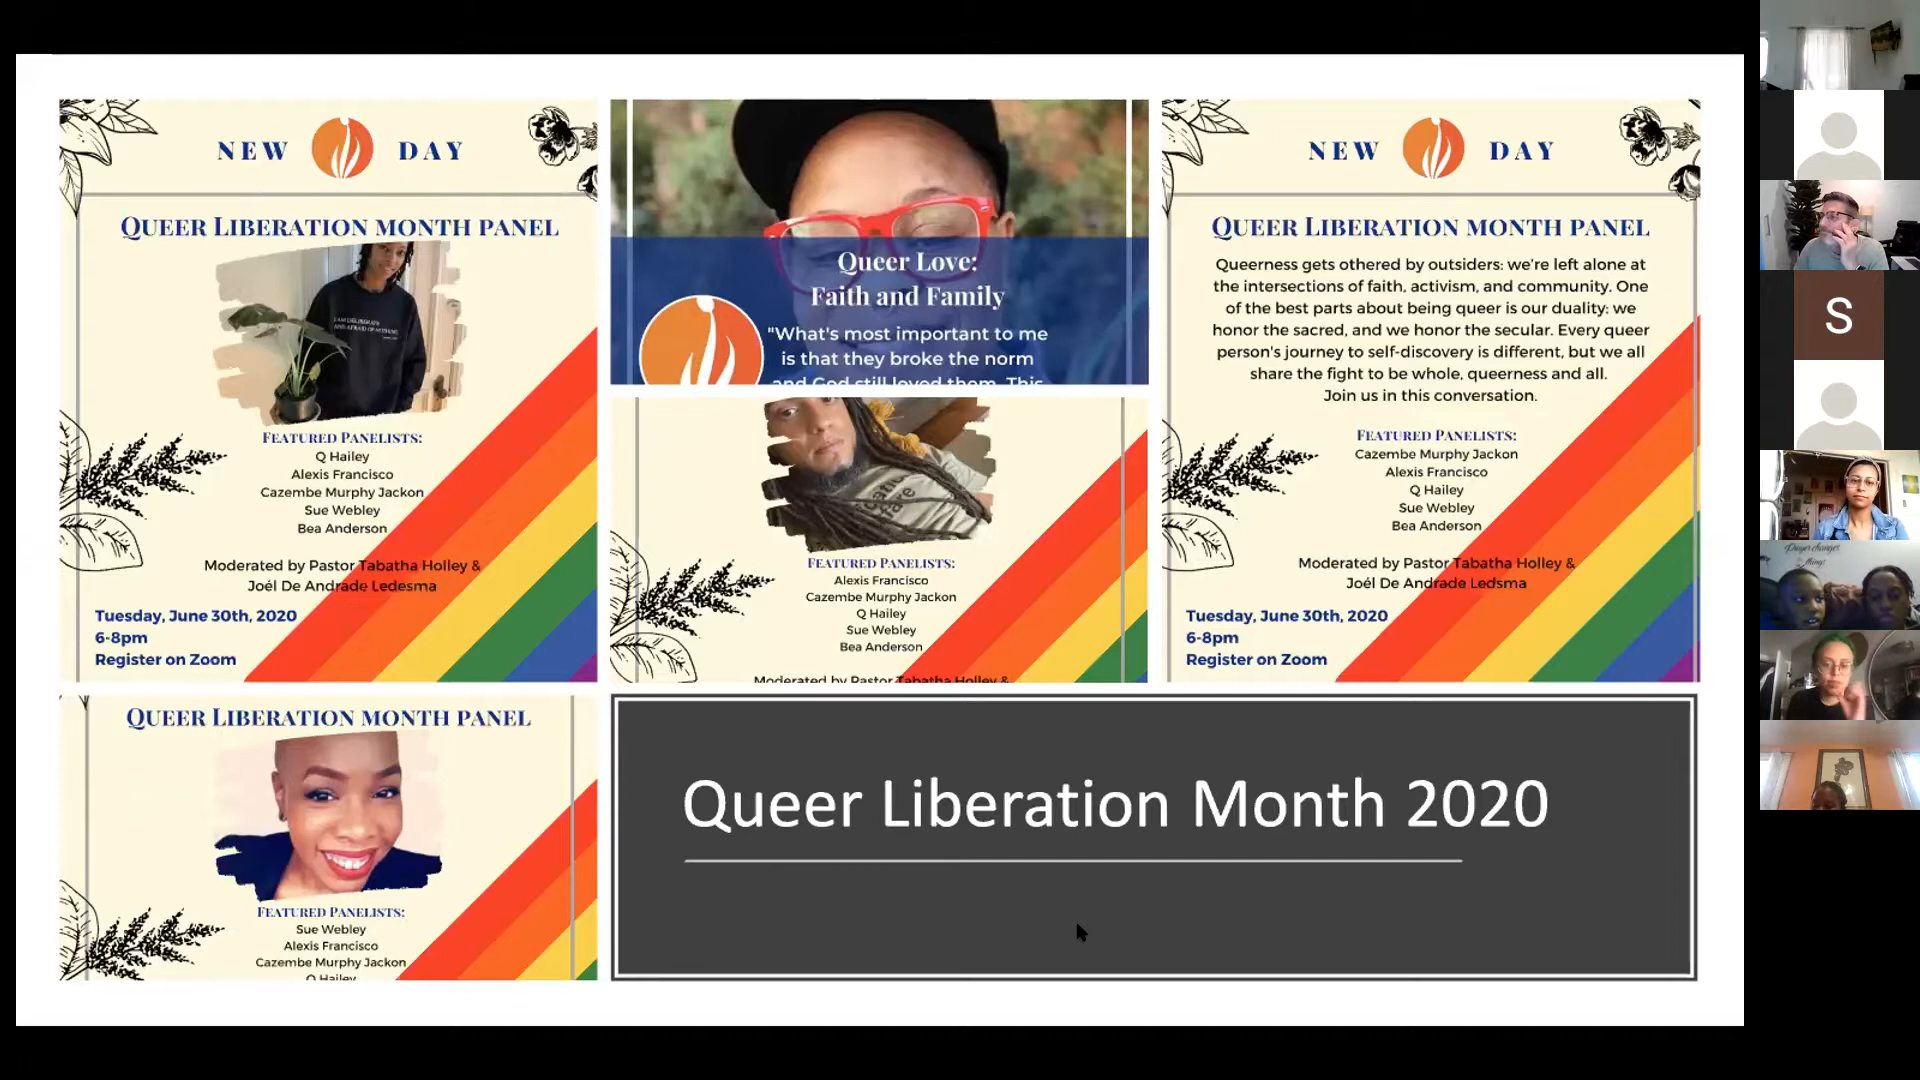 NEW DAY
QUEER LIBERATION MONTH PANEL
I AM DELIBERATE
AND AFRAID OF NOTHING
FEATURED PANELISTS:
Q Hailey
Alexis Francisco
Cazembe Murphy Jackon
Sue Webley
Bea Anderson
Moderated by Pastor Tabatha Holley &
Joél De Andrade Ledesma
Tuesday, June 30th, 2020
6-8pm
Register on Zoom
Queer Love:
Faith and Family
"What's most important to me
is that they broke the norm
and God still loved them. This
FEATURED PANELISTS:
Alexis Francisco
Cazembe Murphy Jackon
Q Hailey
Sue Webley
Bea Anderson
Moderated by Pastor Tabatha Holley &
NEW DAY
QUEER LIBERATION MONTH PANEL
Queerness gets othered by outsiders: we're left alone at
the intersections of faith, activism, and community. One
of the best parts about being queer is our duality: we
honor the sacred, and we honor the secular. Every queer
person's journey to self-discovery is different, but we all
share the fight to be whole, queerness and all.
Join us in this conversation.
FEATURED PANELISTS:
Cazembe Murphy Jackon
Alexis Francisco
Q Hailey
Sue Webley
Bea Anderson
Moderated by Pastor Tabatha Holley &
Joél De Andrade Ledsma
Tuesday, June 30th, 2020
6-8pm
Register on Zoom
QUEER LIBERATION MONTH PANEL
FEATURED PANELISTS:
Sue Webley
Alexis Francisco
Cazembe Murphy Jackon
Q Hailey
Queer Liberation Month 2020
S
Prayer changes
things